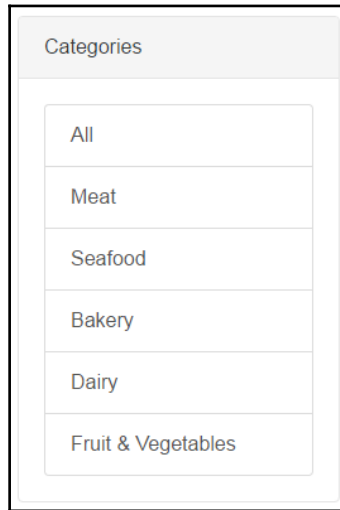 Categories
All
Meat
Seafood
Bakery
Dairy
Fruit & Vegetables